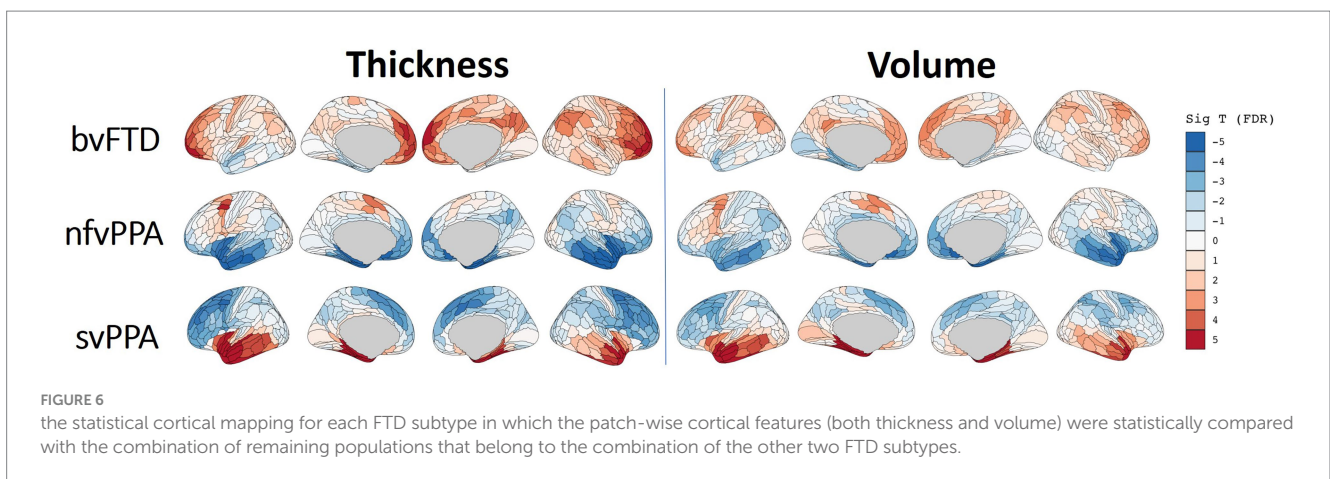 Thickness Volume
bvFTD
nfvPPA
svPPA
Sig T (FDR)
-5
-4
-3
-2
-1
0
1
2
3
4
5
FIGURE 6
the statistical cortical mapping for each FTD subtype in which the patch-wise cortical features (both thickness and volume) were statistically compared
with the combination of remaining populations that belong to the combination of the other two FTD subtypes.